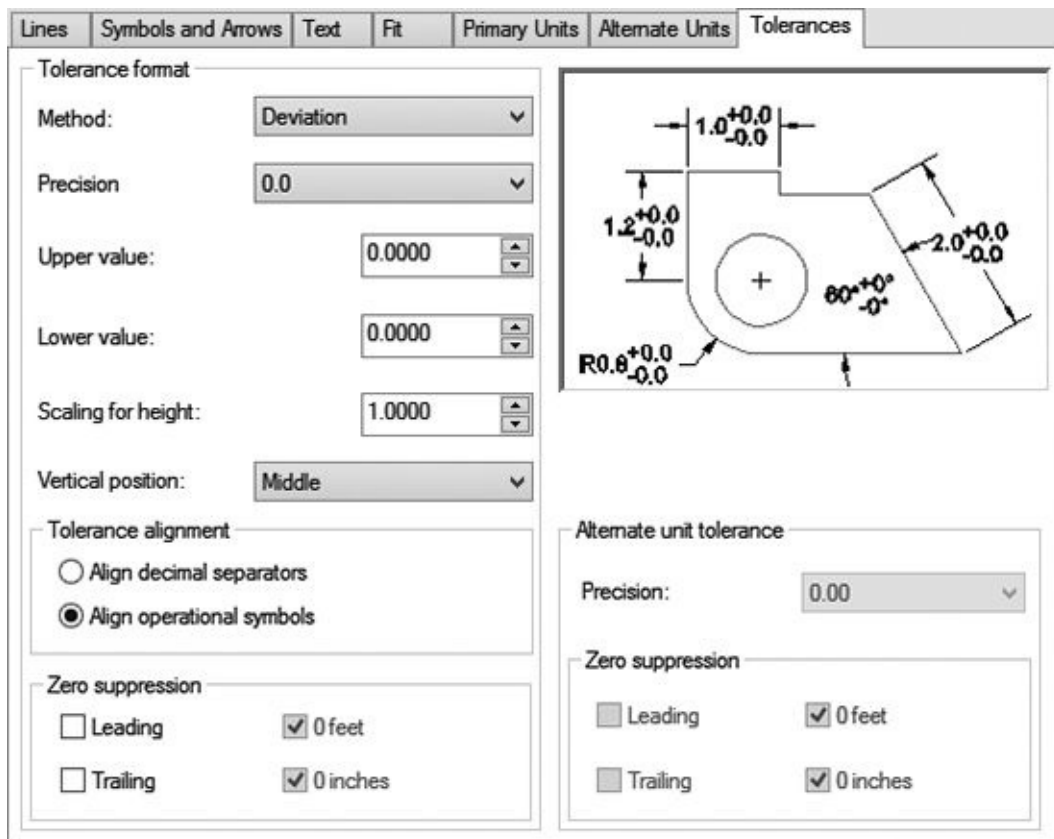 Lines
Symbols and Arrows
Text
Fit
Primary Units
Alternate Units
Tolerances
Tolerance format
Method:
Deviation
Precision
0.0
Upper value:
0.0000
Lower value:
0.0000
Scaling for height:
1.0000
Vertical position:
Middle
Tolerance alignment
Align decimal separators
Align operational symbols
Zero suppression
Leading
0 feet
Trailing
0 inches
1.0+0.0
-0.0
1.2+0.0
-0.0
2.0+0.0
-0.0
60°+0°
-0°
R0.8+0.0
-0.0
Alternate unit tolerance
Precision:
0.00
Zero suppression
Leading
0 feet
Trailing
0 inches